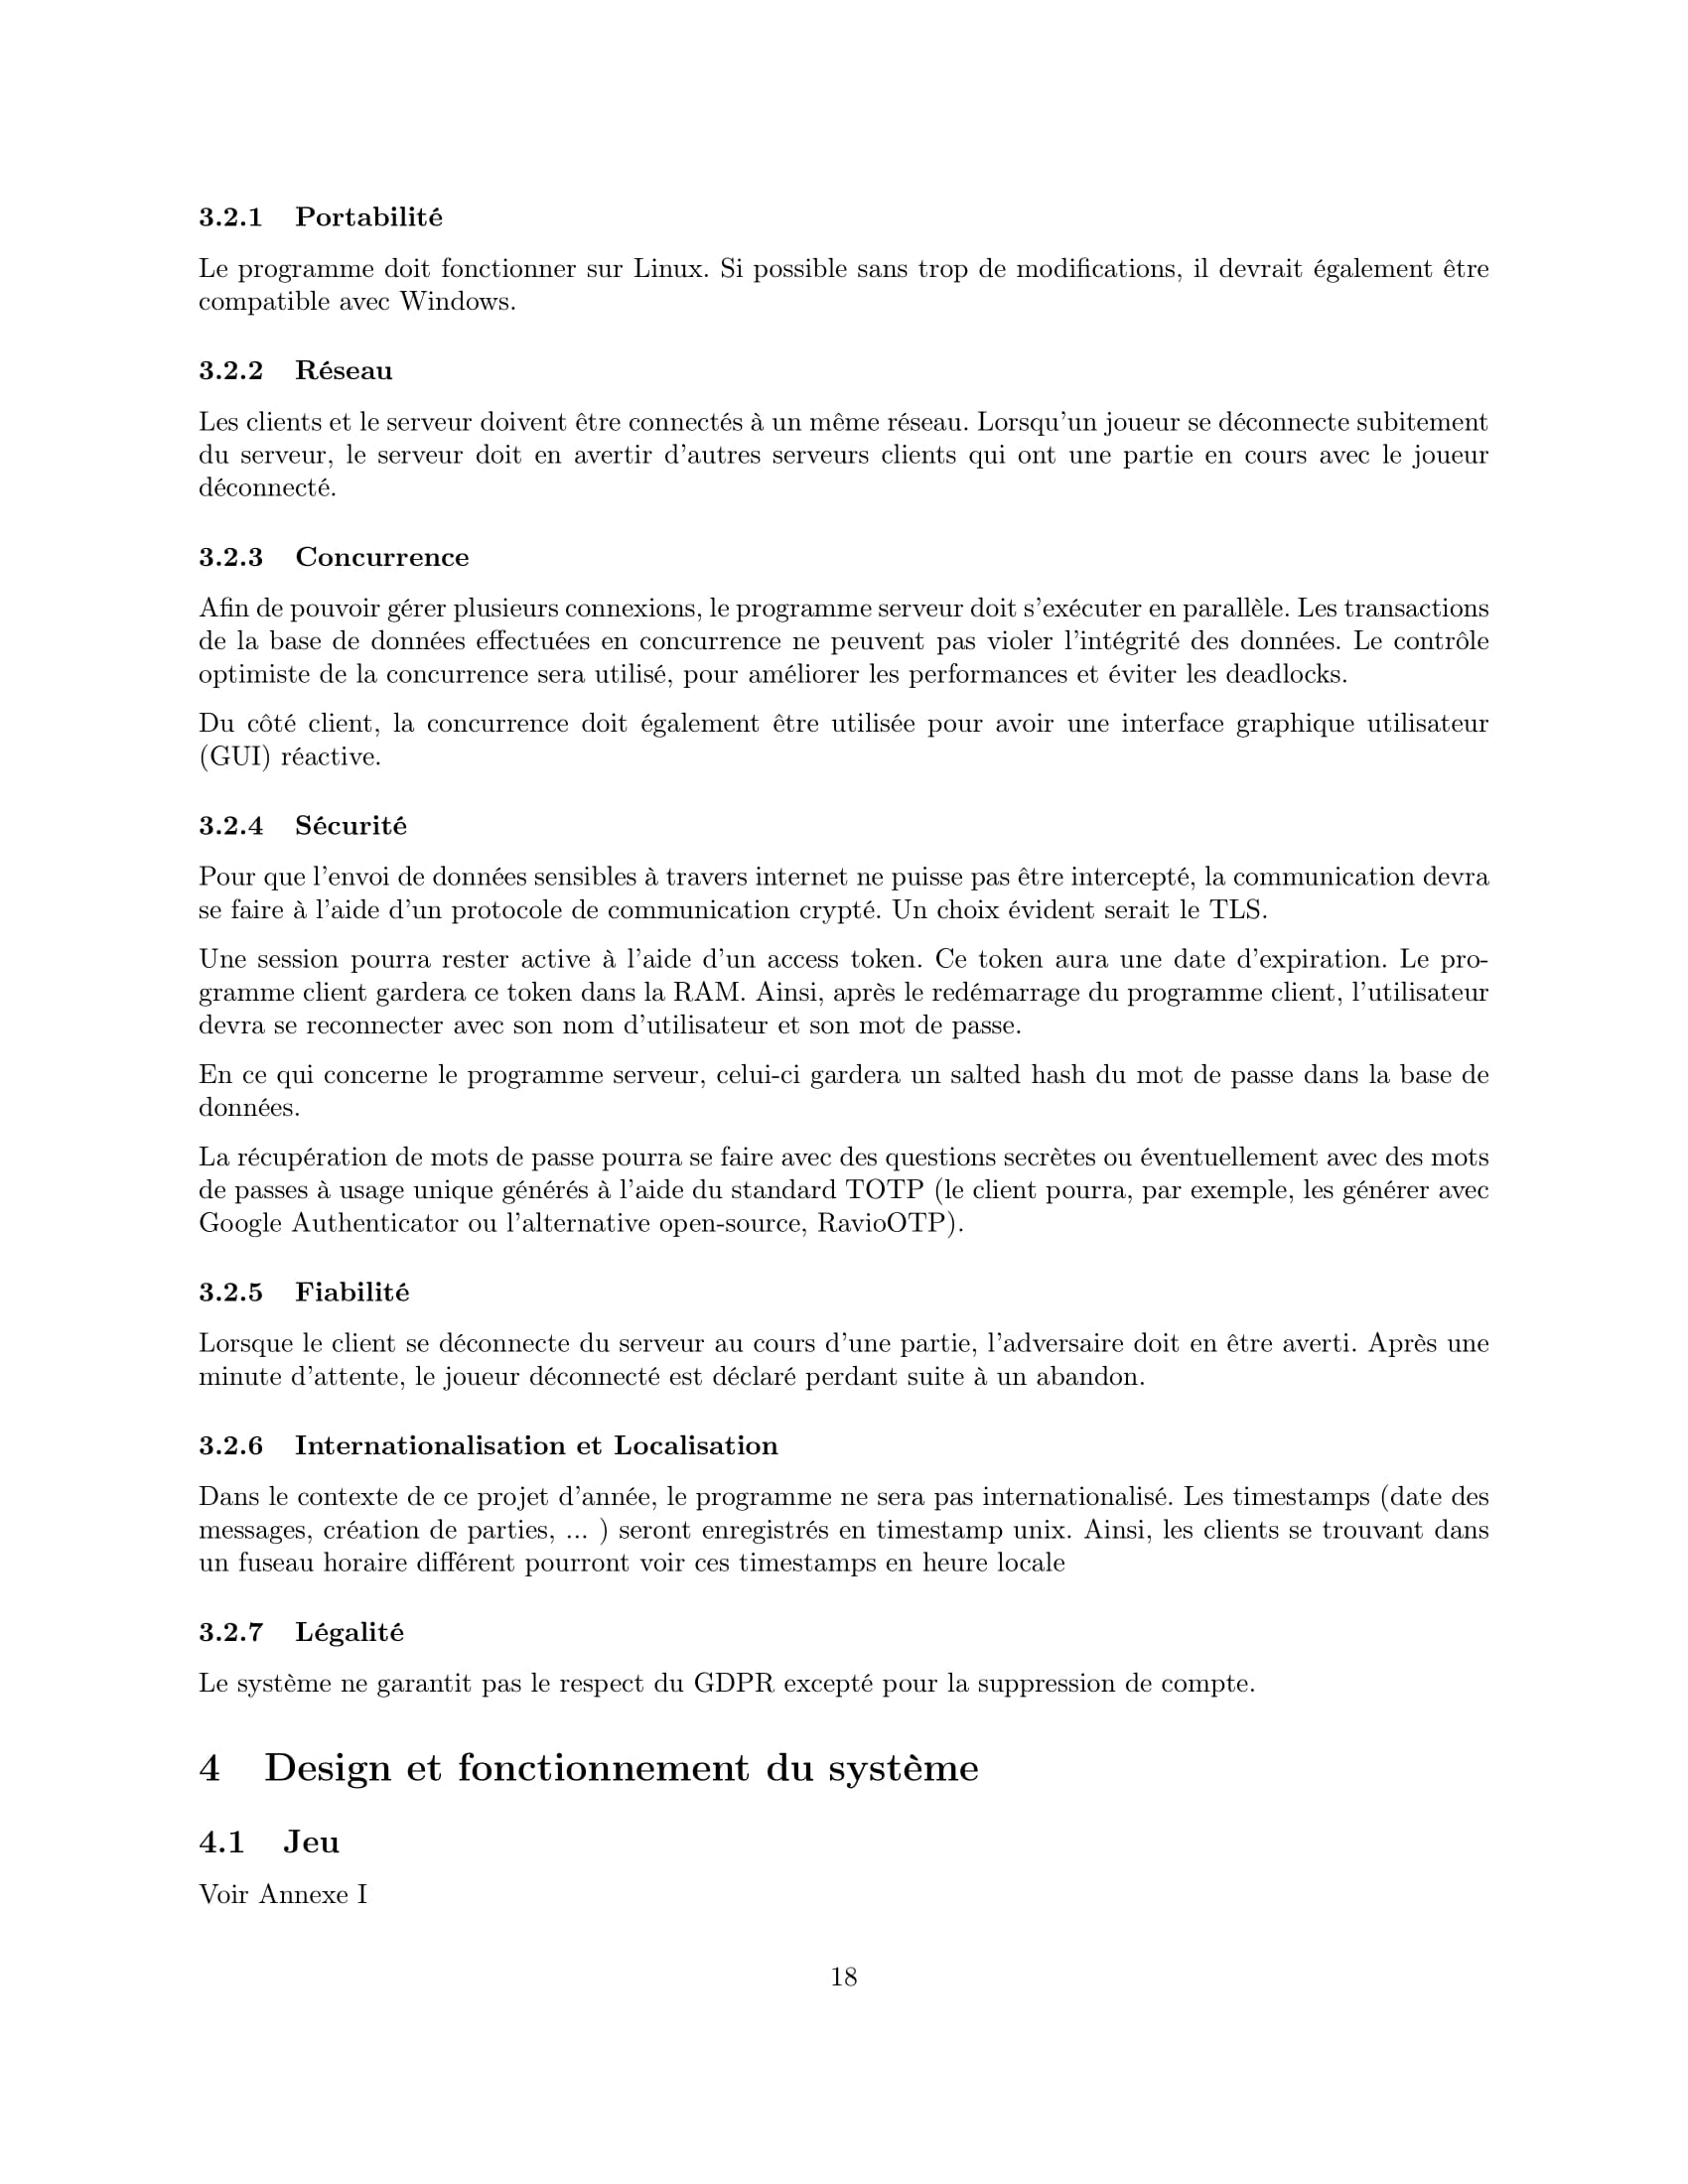 3.2.1 Portabilité
Le programme doit fonctionner sur Linux. Si possible sans trop de modifications, il devrait également être
compatible avec Windows.
3.2.2 Réseau
Les clients et le serveur doivent être connectés à un même réseau. Lorsqu'un joueur se déconnecte subitement
du serveur, le serveur doit en avertir d'autres serveurs clients qui ont une partie en cours avec le joueur
déconnecté.
3.2.3 Concurrence
Afin de pouvoir gérer plusieurs connexions, le programme serveur doit s'exécuter en parallèle. Les transactions
de la base de données effectuées en concurrence ne peuvent pas violer l'intégrité des données. Le contrôle
optimiste de la concurrence sera utilisé, pour améliorer les performances et éviter les deadlocks.
Du côté client, la concurrence doit également être utilisée pour avoir une interface graphique utilisateur
(GUI) réactive.
3.2.4 Sécurité
Pour que l'envoi de données sensibles à travers internet ne puisse pas être intercepté, la communication devra
se faire à l'aide d'un protocole de communication crypté. Un choix évident serait le TLS.
Une session pourra rester active à l'aide d'un access token. Ce token aura une date d'expiration. Le pro-
gramme client gardera ce token dans la RAM. Ainsi, après le redémarrage du programme client, l'utilisateur
devra se reconnecter avec son nom d'utilisateur et son mot de passe.
En ce qui concerne le programme serveur, celui-ci gardera un salted hash du mot de passe dans la base de
données.
La récupération de mots de passe pourra se faire avec des questions secrètes ou éventuellement avec des mots
de passes à usage unique générés à l'aide du standard TOTP (le client pourra, par exemple, les générer avec
Google Authenticator ou l'alternative open-source, RavioOTP).
3.2.5 Fiabilité
Lorsque le client se déconnecte du serveur au cours d'une partie, l'adversaire doit en être averti. Après une
minute d'attente, le joueur déconnecté est déclaré perdant suite à un abandon.
3.2.6 Internationalisation et Localisation
Dans le contexte de ce projet d'année, le programme ne sera pas internationalisé. Les timestamps (date des
messages, création de parties, ... ) seront enregistrés en timestamp unix. Ainsi, les clients se trouvant dans
un fuseau horaire différent pourront voir ces timestamps en heure locale
3.2.7 Légalité
Le système ne garantit pas le respect du GDPR excepté pour la suppression de compte.
4 Design et fonctionnement du système
4.1 Jeu
Voir Annexe I
18